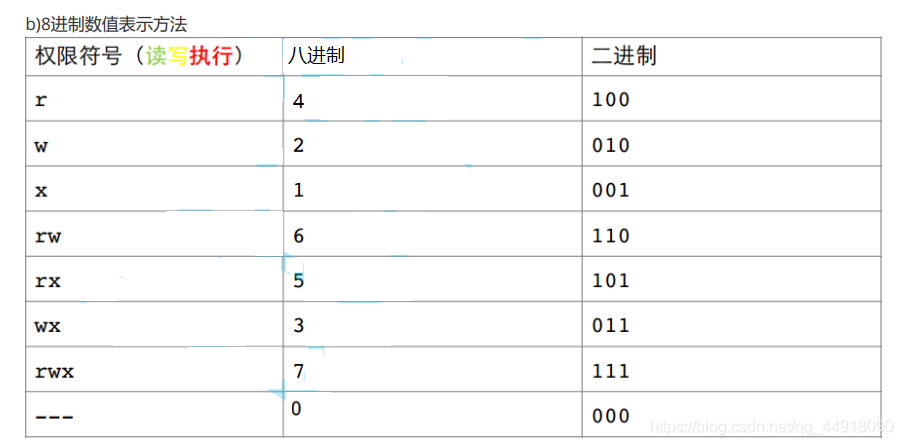 b)8进制数值表示方法
权限符号（读写执行） 八进制 二进制
r 4 100
w 2 010
x 1 001
rw 6 110
rx 5 101
wx 3 011
rwx 7 111
--- 0 000
https://blog.csdn.net/qq_44918090